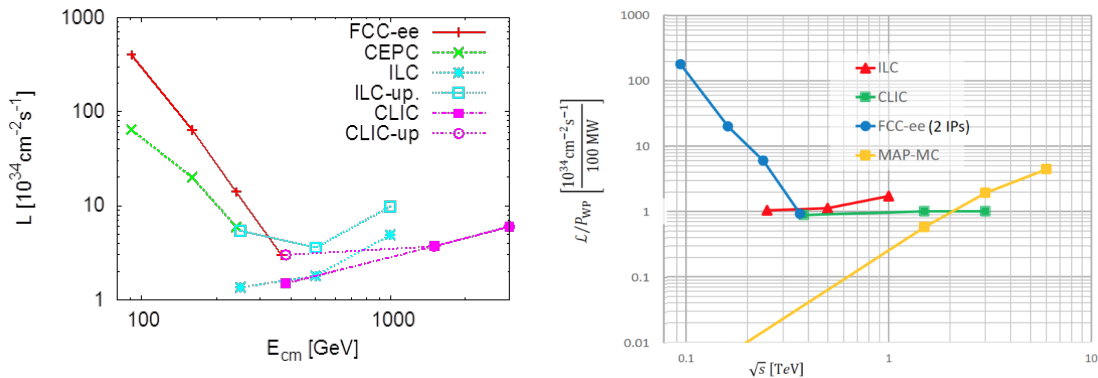 1000
100
10
1
L [10³⁴cm⁻²s⁻¹]
FCC-ee
CEPC
ILC
ILC-up.
CLIC
CLIC-up
100
1000
E_cm [GeV]
1000
100
10
1
0.1
0.01
ℒ/P_WP [10³⁴cm⁻²s⁻¹ / 100 MW]
ILC
CLIC
FCC-ee (2 IPs)
MAP-MC
0.1
1
10
√s [TeV]